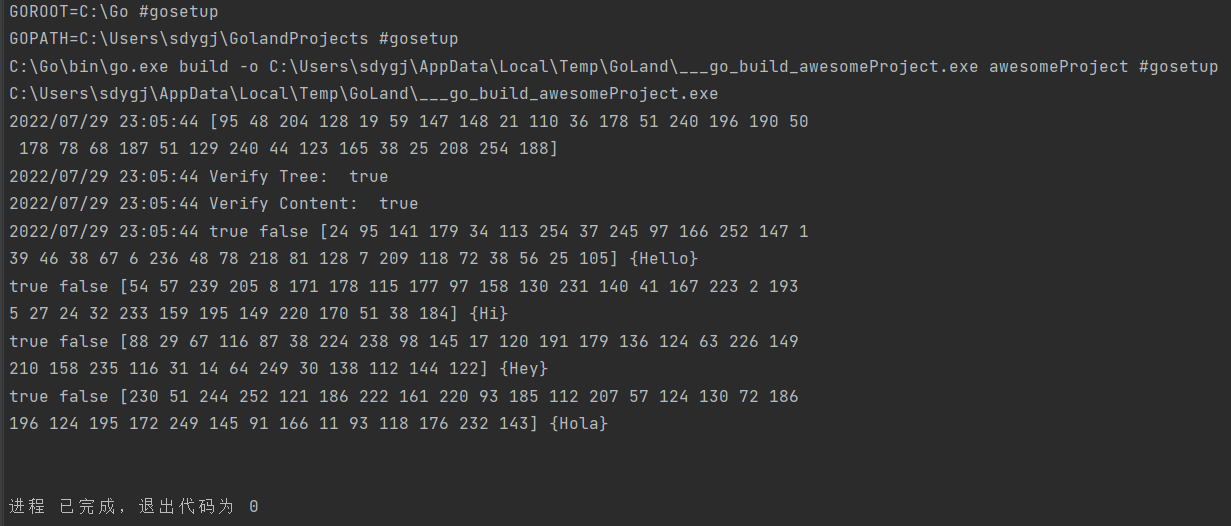 GOROOT=C:\Go #gosetup
GOPATH=C:\Users\sdygj\GolandProjects #gosetup
C:\Go\bin\go.exe build -o C:\Users\sdygj\AppData\Local\Temp\GoLand\___go_build_awesomeProject.exe awesomeProject #gosetup
C:\Users\sdygj\AppData\Local\Temp\GoLand\___go_build_awesomeProject.exe
2022/07/29 23:05:44 [95 48 204 128 19 59 147 148 21 110 36 178 51 240 196 190 50
178 78 68 187 51 129 240 44 123 165 38 25 208 254 188]
2022/07/29 23:05:44 Verify Tree:  true
2022/07/29 23:05:44 Verify Content:  true
2022/07/29 23:05:44 true false [24 95 141 179 34 113 254 37 245 97 166 252 147 1
39 46 38 67 6 236 48 78 218 81 128 7 209 118 72 38 56 25 105] {Hello}
true false [54 57 239 205 8 171 178 115 177 97 158 130 231 140 41 167 223 2 193
5 27 24 32 233 159 195 149 220 170 51 38 184] {Hi}
true false [88 29 67 116 87 38 224 238 98 145 17 120 191 179 136 124 63 226 149
210 158 235 116 31 14 64 249 30 138 112 144 122] {Hey}
true false [230 51 244 252 121 186 222 161 220 93 185 112 207 57 124 130 72 186
196 124 195 172 249 145 91 166 11 93 118 176 232 143] {Hola}
进程 已完成，退出代码为 0